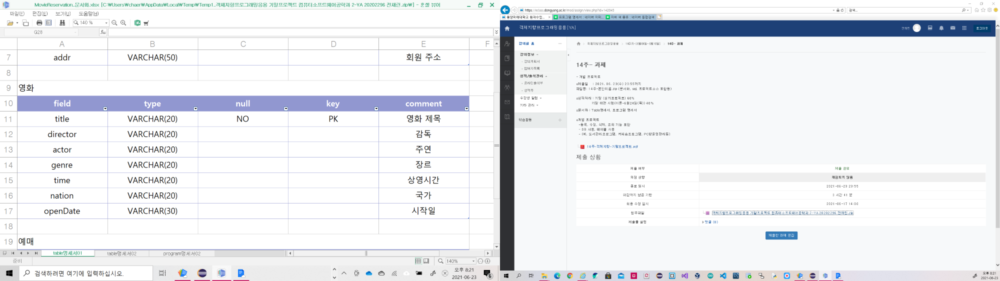 MovieReservation_문서화.xlsx [C:\Users\chaer\AppData\Local\Temp\Temp1_객체지향프로그래밍응용 기말프로젝트 컴퓨터소프트웨어공학과 2-YA 20202296 전채린.zip\] - 훈셀 뷰어
파일(F) 편집(E) 보기(U) 도움말(H)
140 %
G28
A B C D E F
7 addr VARCHAR(50) 회원 주소
8
9 영화
10 field type null key comment
11 title VARCHAR(20) NO PK 영화 제목
12 director VARCHAR(20) 감독
13 actor VARCHAR(20) 주연
14 genre VARCHAR(20) 장르
15 time VARCHAR(20) 상영시간
16 nation VARCHAR(20) 국가
17 openDate VARCHAR(30) 시작일
18
19 예매
table명세서01 table명세서02 program명세서02
준비 140%
검색하려면 여기에 입력하십시오.
오후 8:21
2021-06-23
6
https://eclass.dongyang.ac.kr/mod/assign/view.php?id=142045
검색...
동양미래대학교 원격수업... 프로그램 명세서 : 네이버 이미... 자바 색 종류 : 네이버 통합검색
객체지향프로그래밍응용[YA]
전채린 로그아웃
강의실 홈
강의정보
- 강의계획서
- 참여자목록
성적/출석관리
- 온라인출석부
- 성적부
수강생 알림
기타 관리
학습활동
객체지향프로그래밍응용 > 14주차-[6월04일-6월10일] > 14주- 과제
14주- 과제
- 개별 프로젝트
o제출일 : 2021. 06. 23(수) 23:55까지
파일명: 14주-본인이름.zip (문서화, sql, 프로젝트소스 포함용)
o성적처리 : 기말 (실기프로젝트) 60%
기말 대면 시험(이론-6월24일(목)) 40%
o문서화 : Table명세서, 프로그램 명세서
o개별 프로젝트
-등록, 수정, 삭제, 조회 기능 포함
- DB 사용, 테이블 사용
- (예, 도서관리프로그램, 커피숍프로그램, PC방운영관리등)
14주-객체지향-기말프로젝트.pdf
제출 상황
제출 여부 제출 완료
채점 상황 채점되지 않음
종료 일시 2021-06-23 23:55
마감까지 남은 기한 3 시간 41 분
최종 수정 일시 2021-06-17 14:00
첨부파일 객체지향프로그래밍응용 기말프로젝트 컴퓨터소프트웨어공학과 2-YA 20202296 전채린.zip
제출물 설명 댓글 (0)
제출한 과제 편집
오후 8:21
2021-06-23